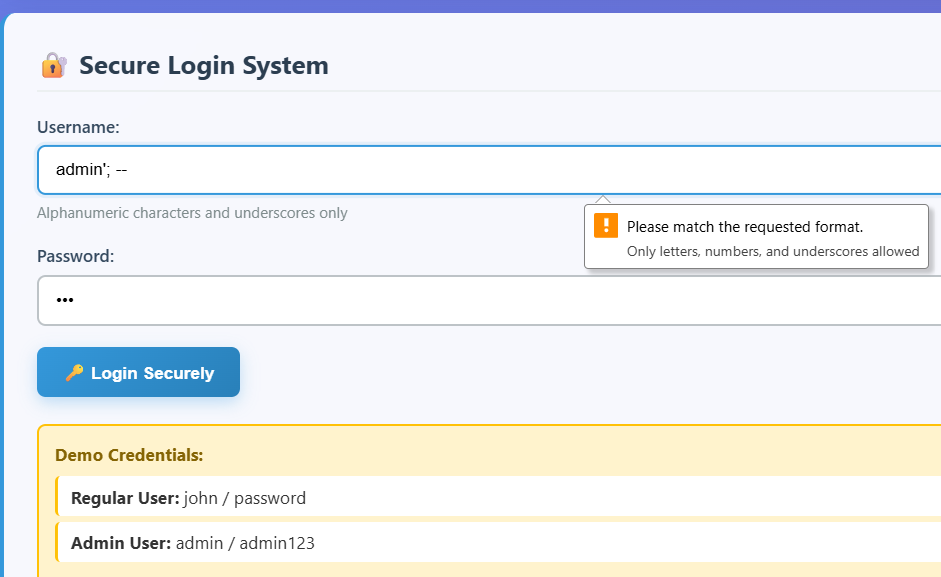 Secure Login System
Username:
admin'; --
Alphanumeric characters and underscores only
Please match the requested format.
Only letters, numbers, and underscores allowed
Password:
•••
Login Securely
Demo Credentials:
Regular User: john / password
Admin User: admin / admin123